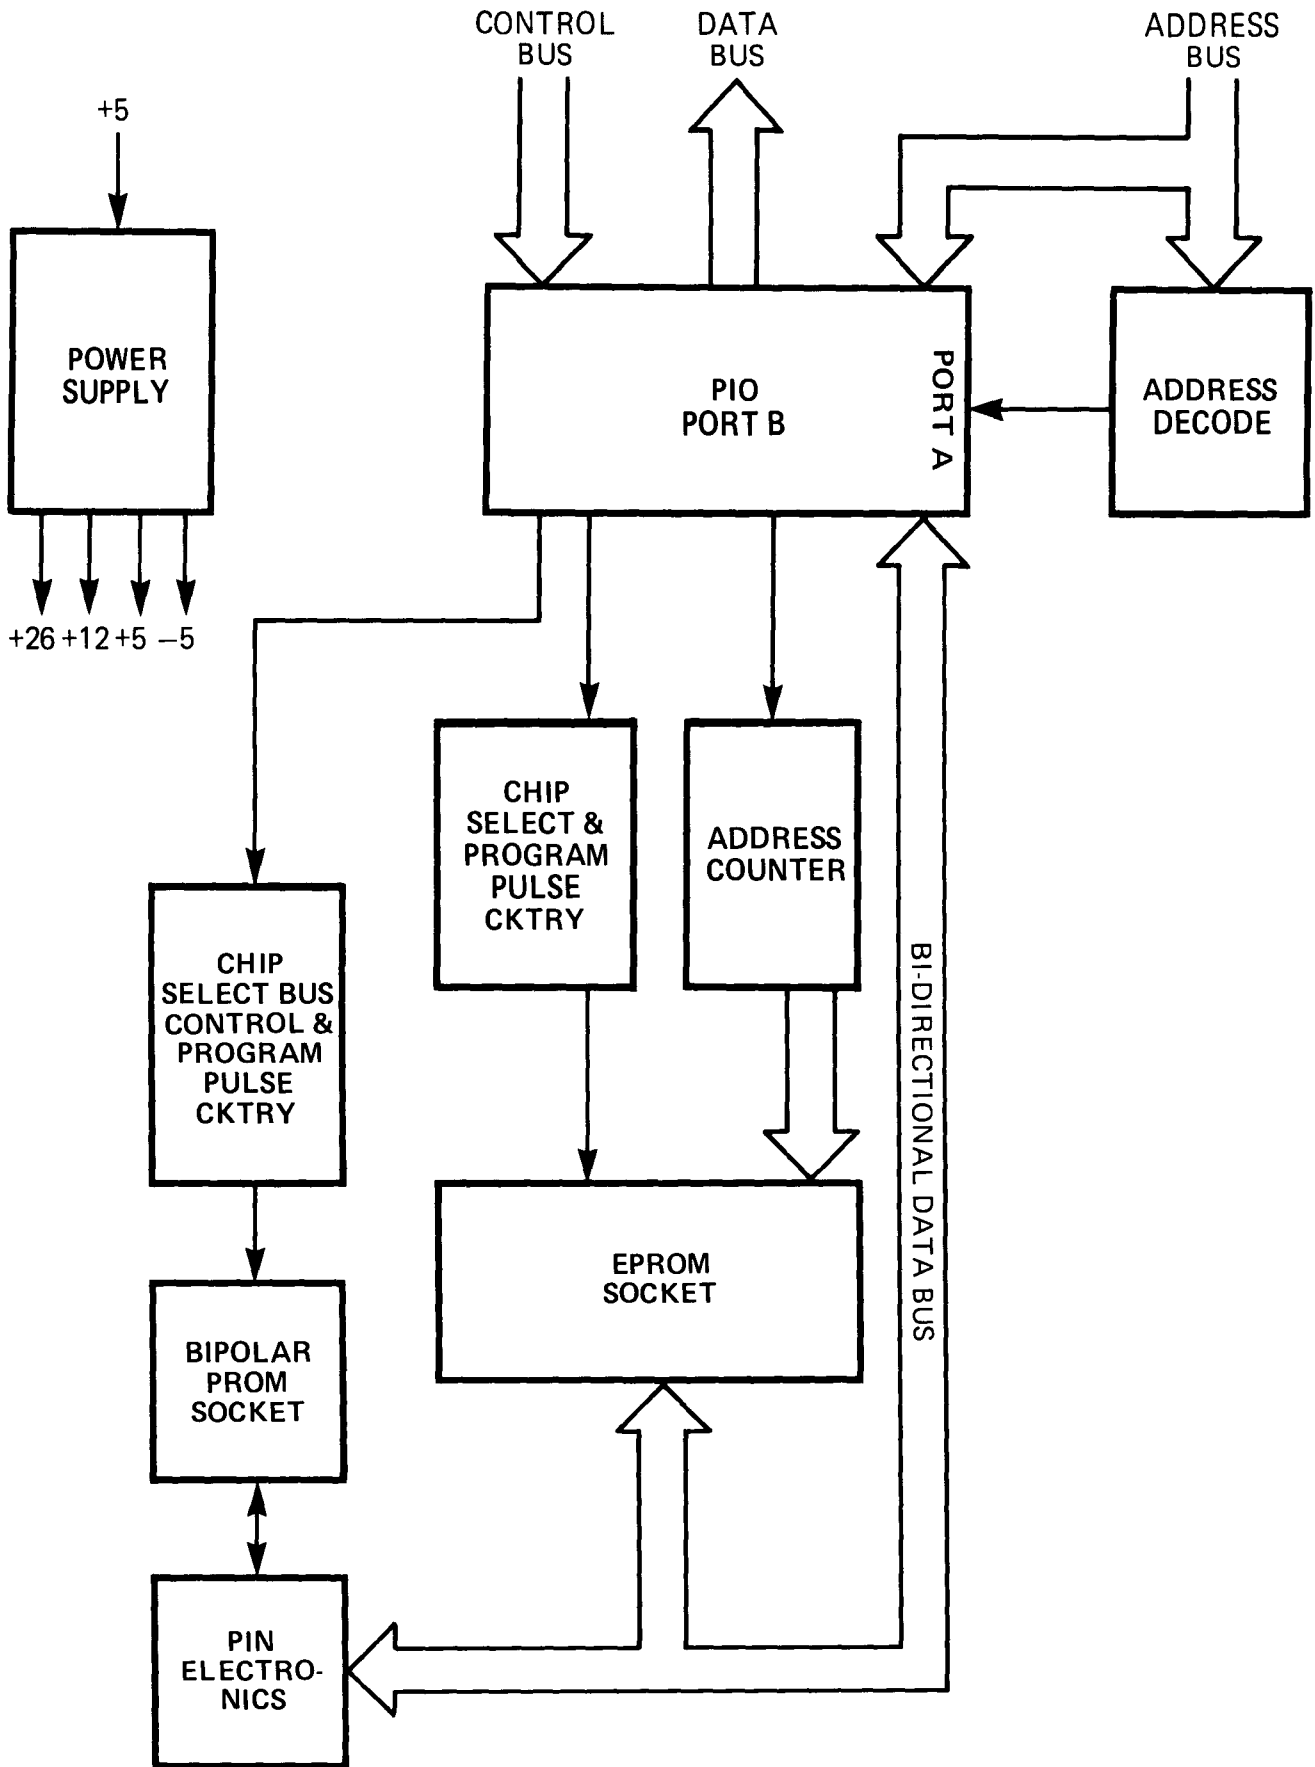 CONTROL
BUS
DATA
BUS
ADDRESS
BUS
+5
POWER
SUPPLY
+26 +12 +5 −5
PIO
PORT B
PORT A
ADDRESS
DECODE
CHIP
SELECT &
PROGRAM
PULSE
CKTRY
ADDRESS
COUNTER
CHIP
SELECT BUS
CONTROL &
PROGRAM
PULSE
CKTRY
BI-DIRECTIONAL DATA BUS
EPROM
SOCKET
BIPOLAR
PROM
SOCKET
PIN
ELECTRO-
NICS